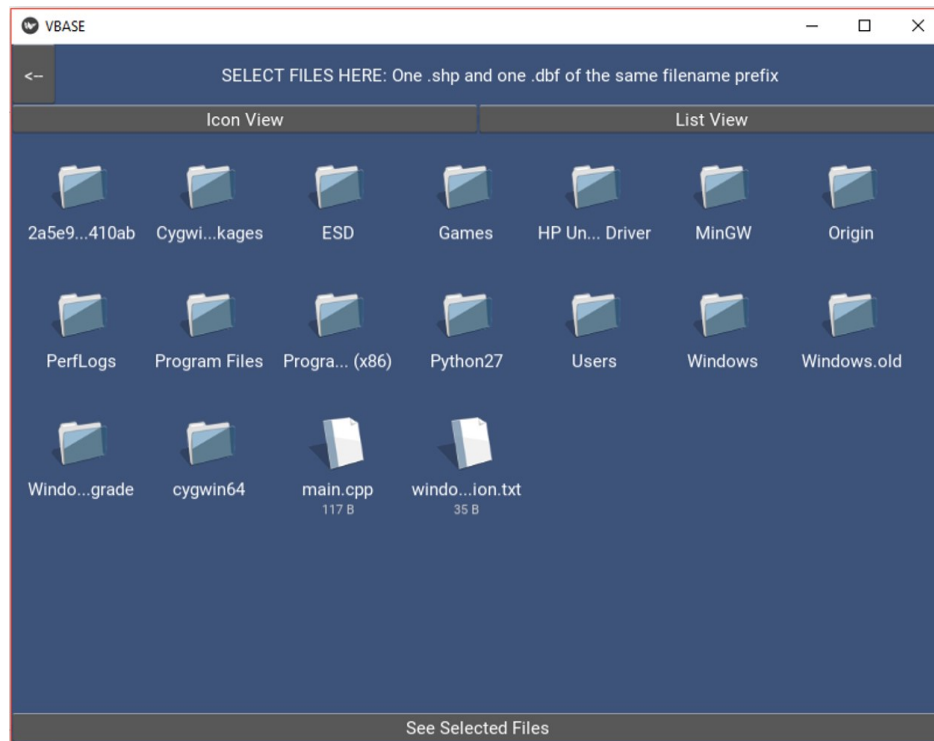 VBASE
<-- SELECT FILES HERE: One .shp and one .dbf of the same filename prefix
Icon View List View
2a5e9...410ab Cygwi...kages ESD Games HP Un... Driver MinGW Origin
PerfLogs Program Files Progra... (x86) Python27 Users Windows Windows.old
Windo...grade cygwin64 main.cpp windo...ion.txt
117 B 35 B
See Selected Files